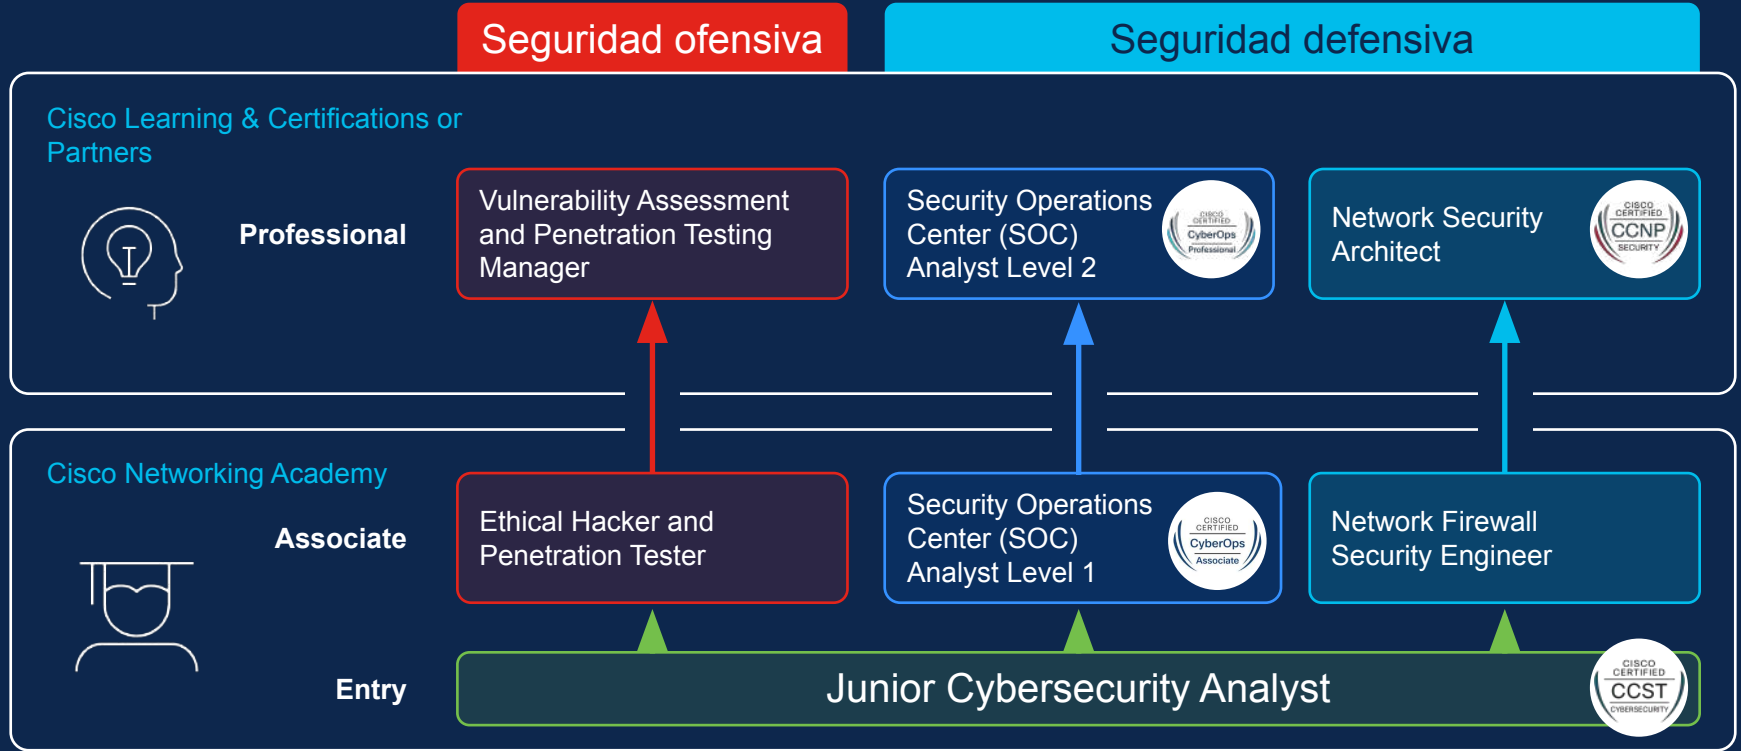 Seguridad ofensiva
Seguridad defensiva
Cisco Learning & Certifications or
Partners
Professional
Vulnerability Assessment
and Penetration Testing
Manager
Security Operations
Center (SOC)
Analyst Level 2
CISCO
CERTIFIED
CyberOps
Professional
Network Security
Architect
CISCO
CERTIFIED
CCNP
SECURITY
Cisco Networking Academy
Associate
Ethical Hacker and
Penetration Tester
Security Operations
Center (SOC)
Analyst Level 1
CISCO
CERTIFIED
CyberOps
Associate
Network Firewall
Security Engineer
Entry
Junior Cybersecurity Analyst
CISCO
CERTIFIED
CCST
CYBERSECURITY